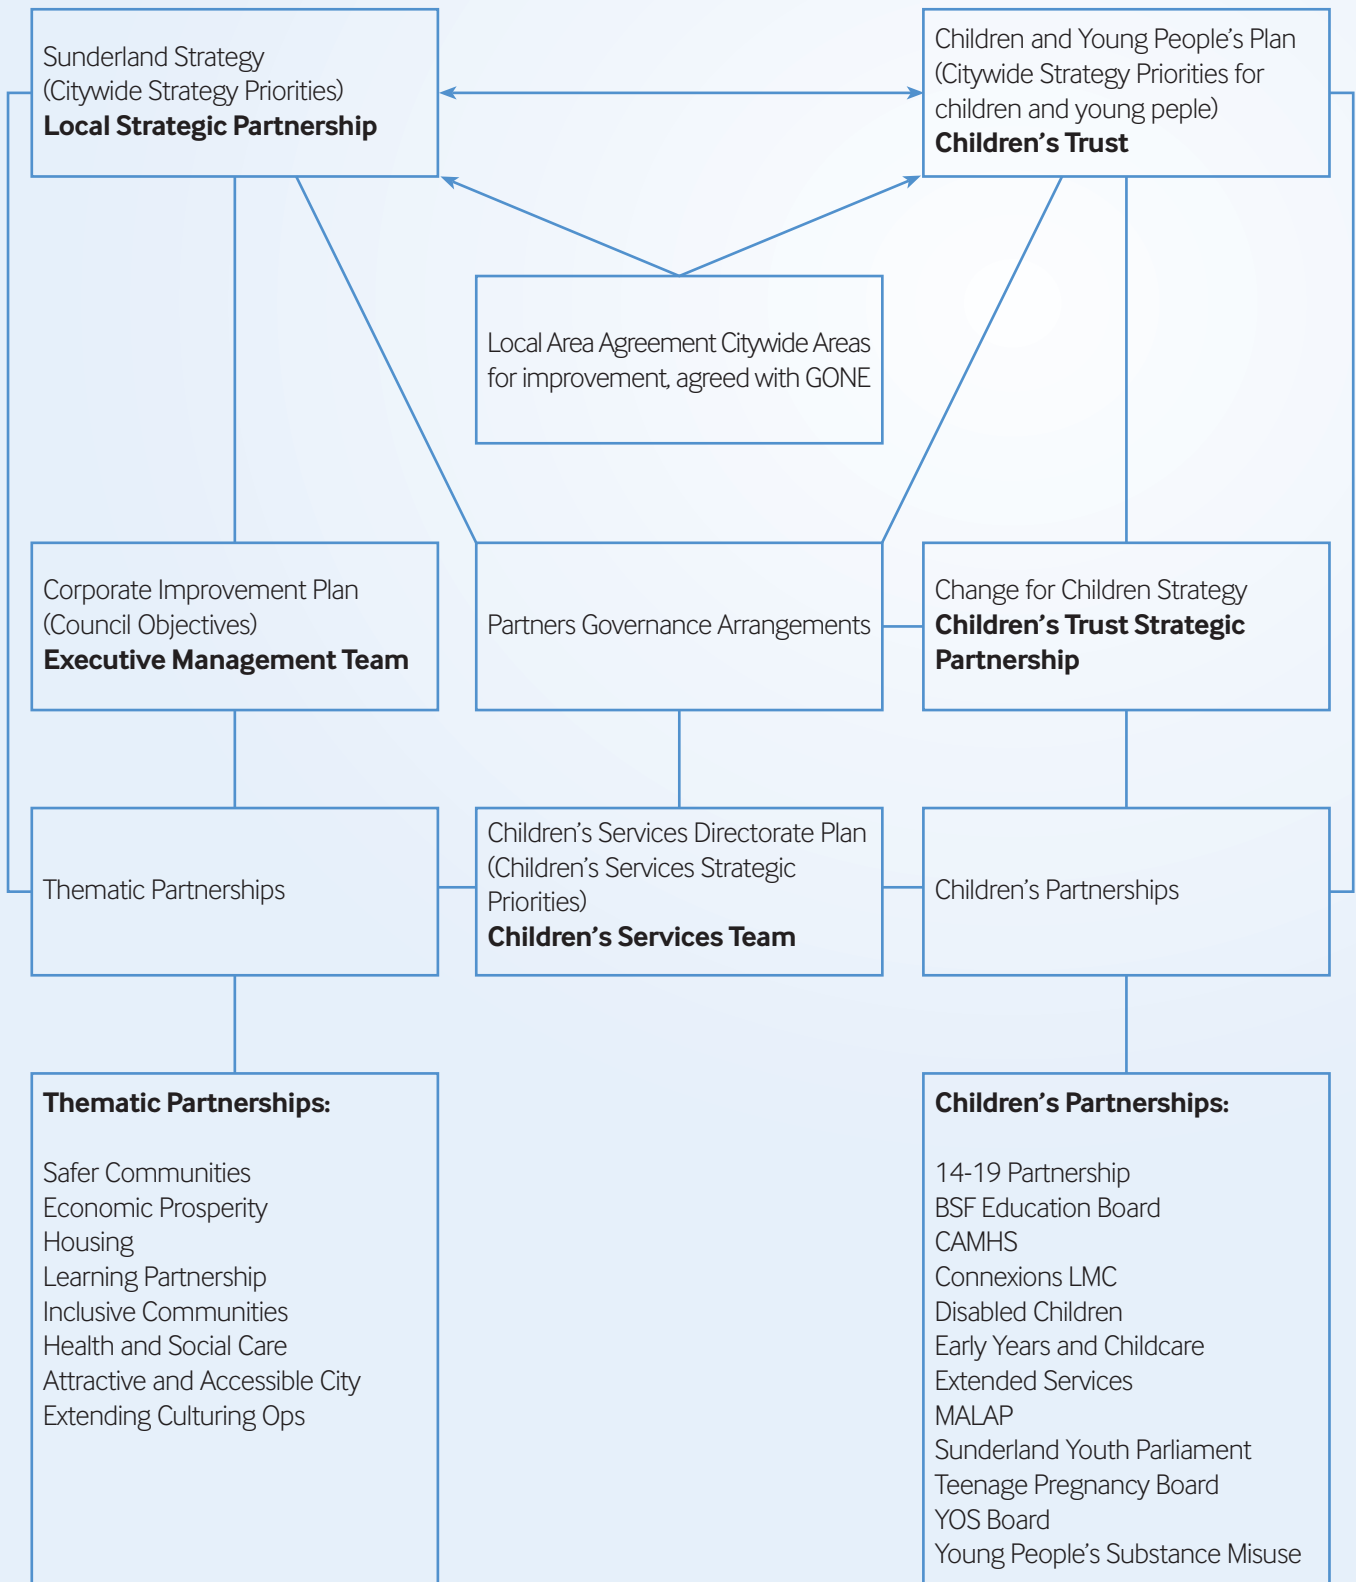 Sunderland Strategy
(Citywide Strategy Priorities)
Local Strategic Partnership
Children and Young People’s Plan
(Citywide Strategy Priorities for
children and young peple)
Children’s Trust
Local Area Agreement Citywide Areas
for improvement, agreed with GONE
Corporate Improvement Plan
(Council Objectives)
Executive Management Team
Partners Governance Arrangements
Change for Children Strategy
Children’s Trust Strategic
Partnership
Thematic Partnerships
Children’s Services Directorate Plan
(Children’s Services Strategic
Priorities)
Children’s Services Team
Children’s Partnerships
Thematic Partnerships:
Safer Communities
Economic Prosperity
Housing
Learning Partnership
Inclusive Communities
Health and Social Care
Attractive and Accessible City
Extending Culturing Ops
Children’s Partnerships:
14-19 Partnership
BSF Education Board
CAMHS
Connexions LMC
Disabled Children
Early Years and Childcare
Extended Services
MALAP
Sunderland Youth Parliament
Teenage Pregnancy Board
YOS Board
Young People’s Substance Misuse